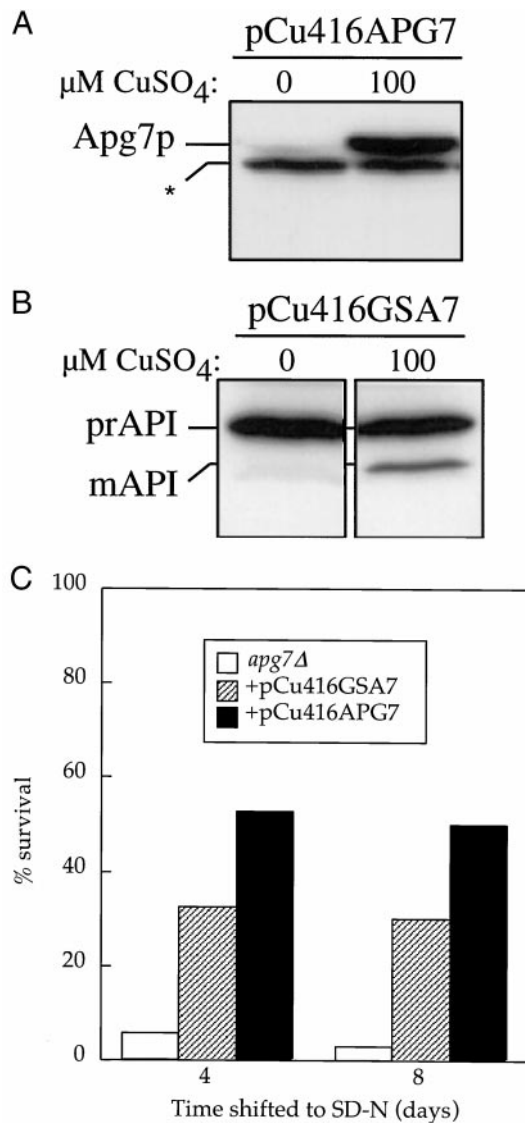 A
pCu416APG7
µM CuSO4: 0 100
Apg7p
*
B
pCu416GSA7
µM CuSO4: 0 100
prAPI
mAPI
C
100
80
60
40
20
0
% survival
apg7Δ
+pCu416GSA7
+pCu416APG7
4 8
Time shifted to SD-N (days)